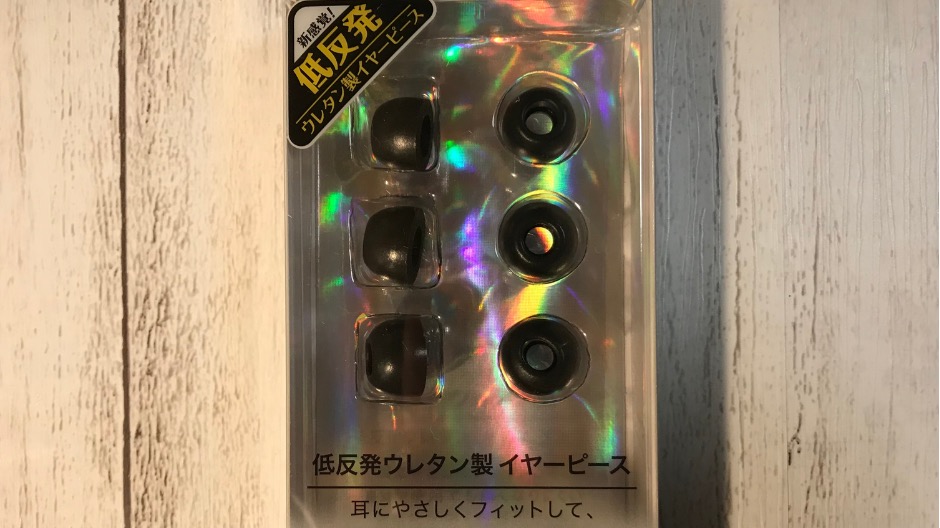 新感覚!
低反発
ウレタン製イヤーピース
低反発ウレタン製 イヤーピース
耳にやさしくフィットして、